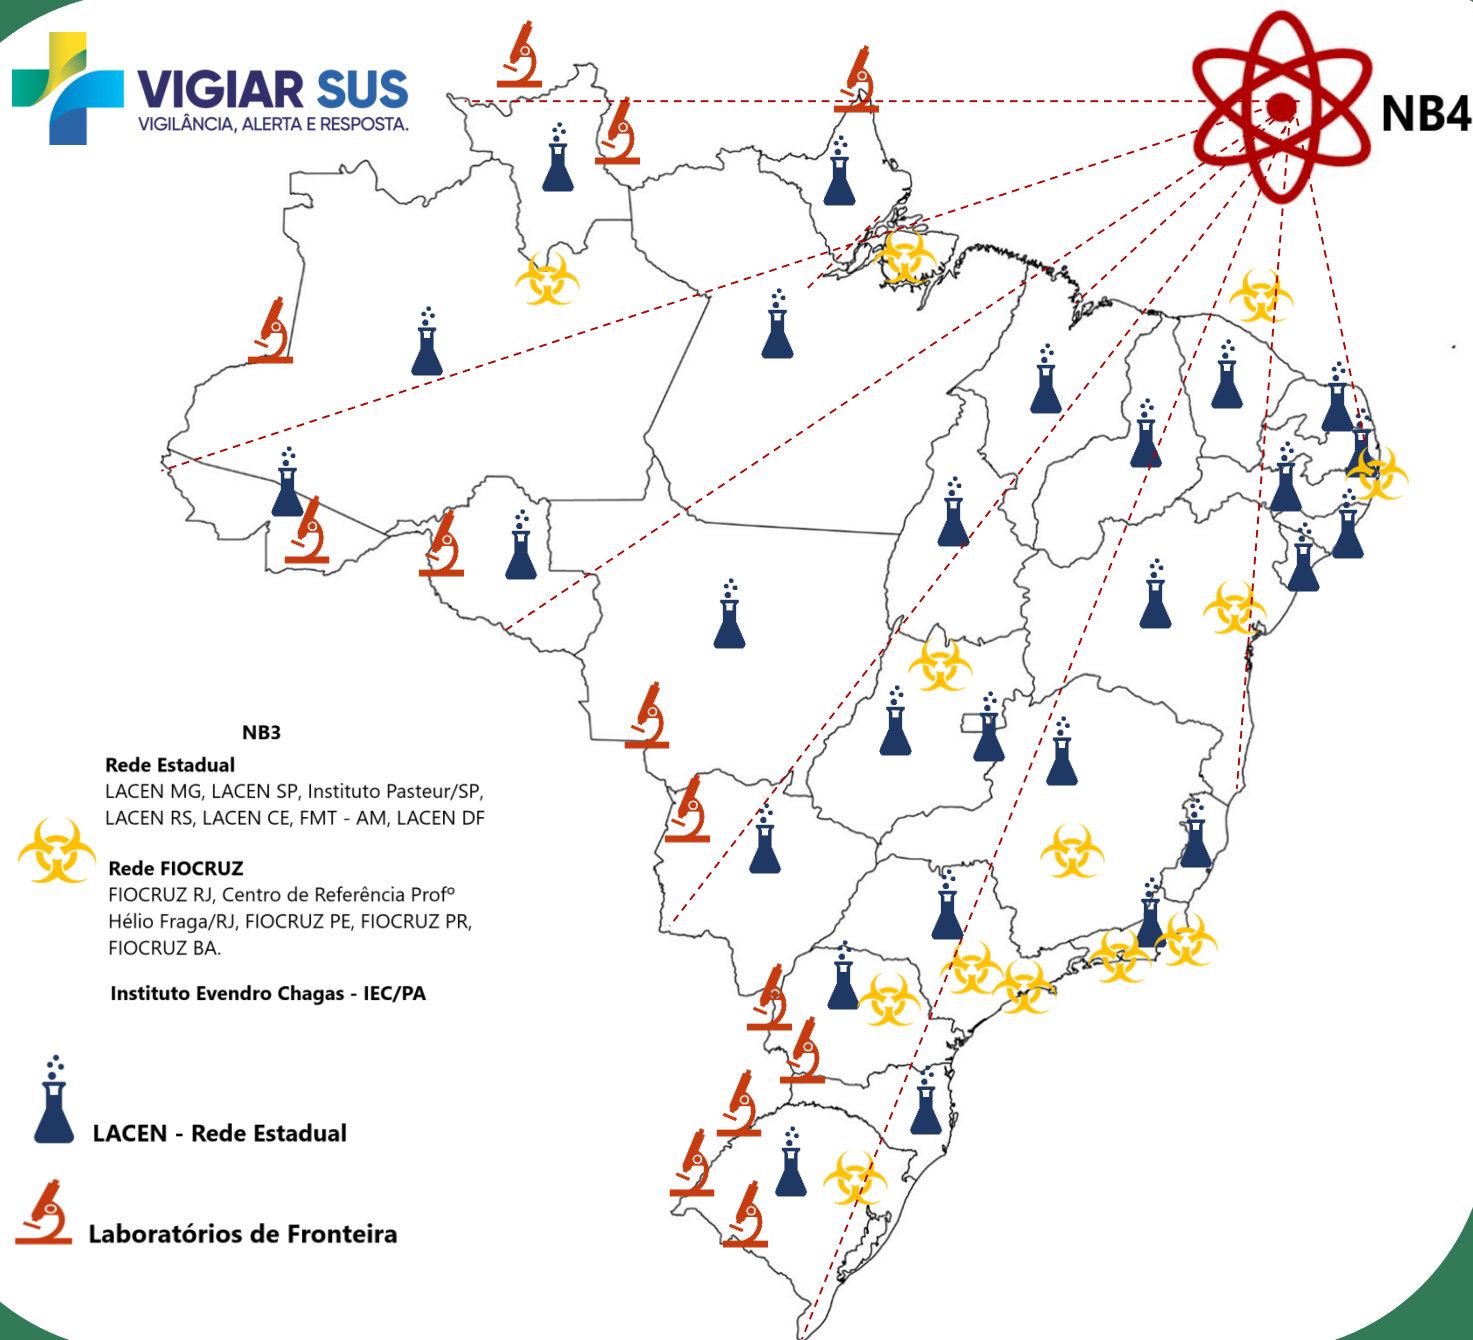 VIGIAR SUS
VIGILÂNCIA, ALERTA E RESPOSTA.
NB4
NB3
Rede Estadual
LACEN MG, LACEN SP, Instituto Pasteur/SP,
LACEN RS, LACEN CE, FMT - AM, LACEN DF
Rede FIOCRUZ
FIOCRUZ RJ, Centro de Referência Profº
Hélio Fraga/RJ, FIOCRUZ PE, FIOCRUZ PR,
FIOCRUZ BA.
Instituto Evendro Chagas - IEC/PA
LACEN - Rede Estadual
Laboratórios de Fronteira